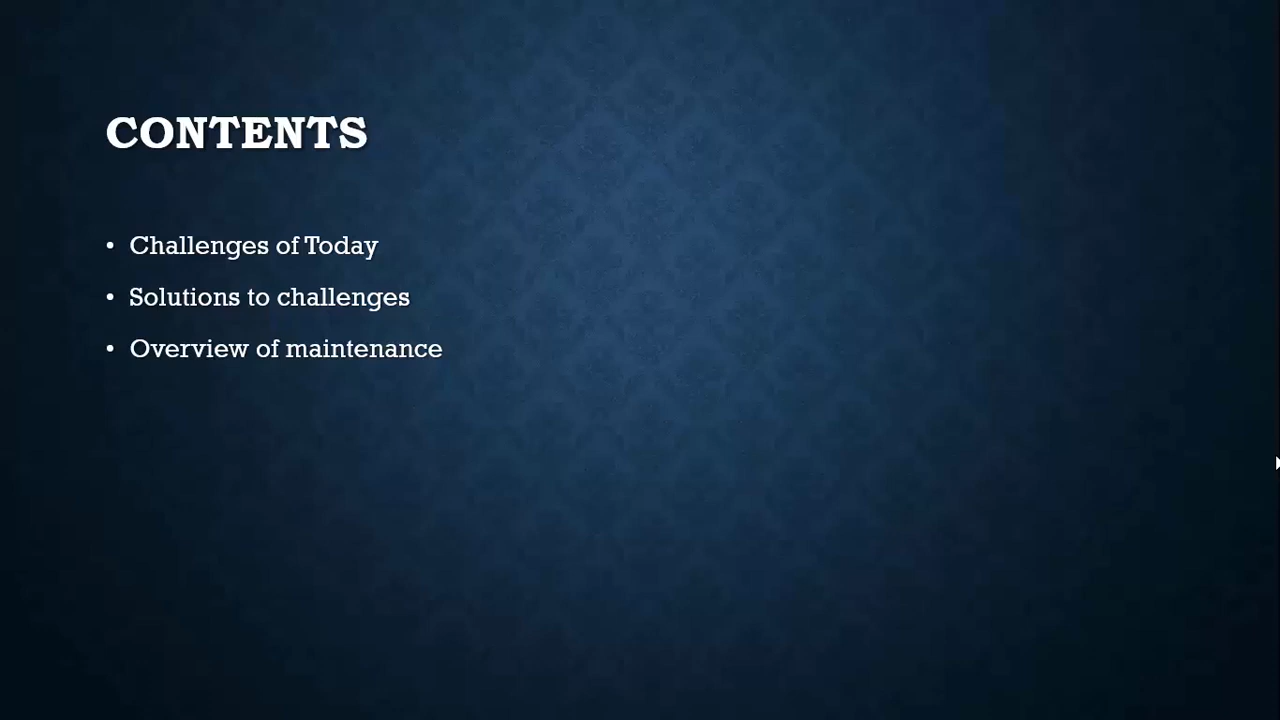 CONTENTS
• Challenges of Today
• Solutions to challenges
• Overview of maintenance